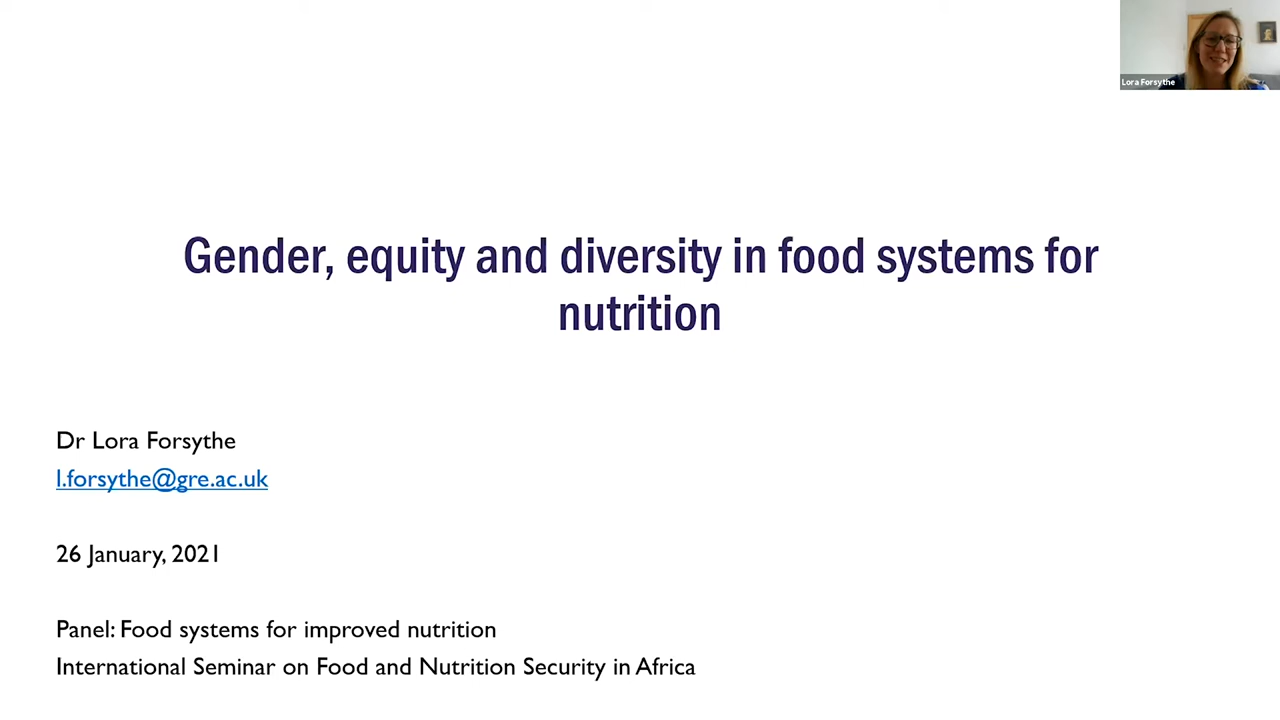 Lora Forsythe
Gender, equity and diversity in food systems for
nutrition
Dr Lora Forsythe
l.forsythe@gre.ac.uk
26 January, 2021
Panel: Food systems for improved nutrition
International Seminar on Food and Nutrition Security in Africa